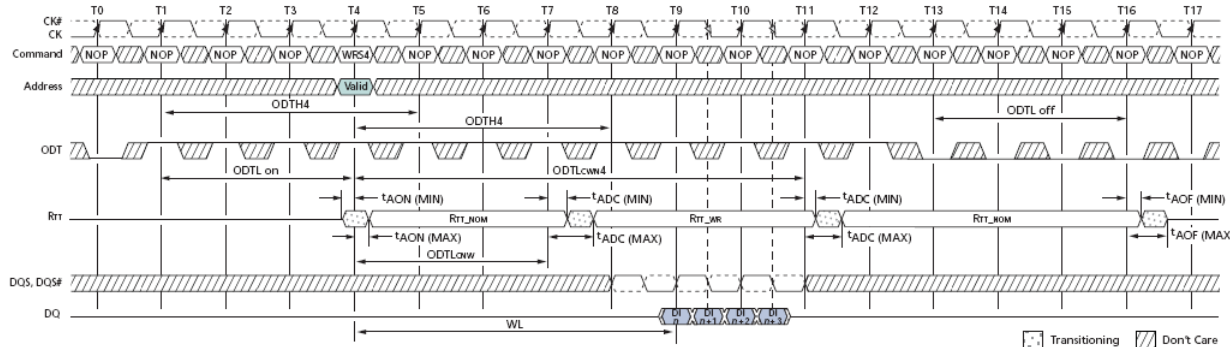 T0 T1 T2 T3 T4 T5 T6 T7 T8 T9 T10 T11 T12 T13 T14 T15 T16 T17
CK#
CK
Command NOP NOP NOP NOP WRS4 NOP NOP NOP NOP NOP NOP NOP NOP NOP NOP NOP NOP NOP
Address Valid
ODTH4
ODTH4 ODTL off
ODT
ODTL on ODTLCWN4
tAON (MIN) tADC (MIN) tADC (MIN) tAOF (MIN)
RTT RTT_NOM RTT_WR RTT_NOM
tAON (MAX) tADC (MAX) tADC (MAX) tAOF (MAX)
ODTLCNW
DQS, DQS#
DQ DI n DI n+1 DI n+2 DI n+3
WL
Transitioning Don't Care